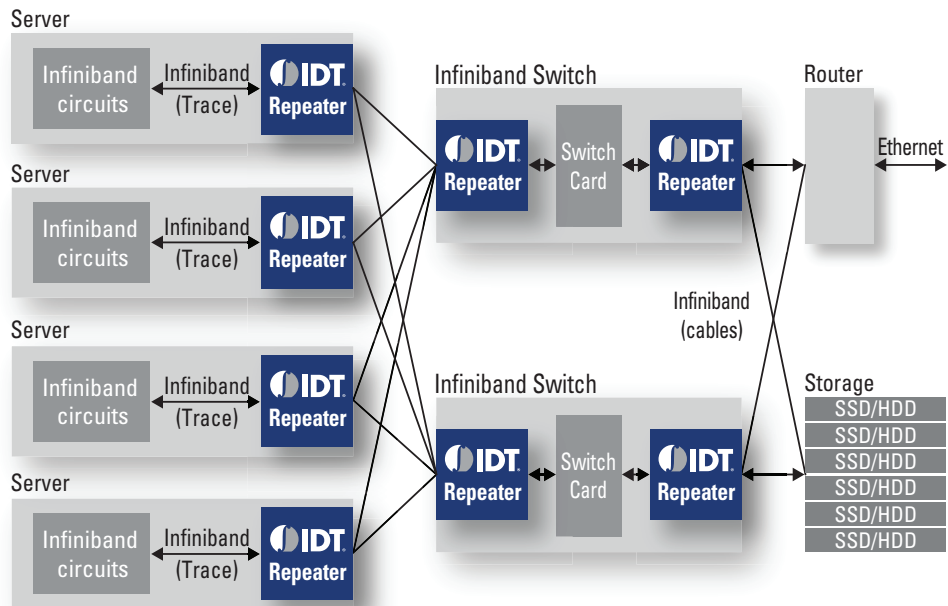 Server
Infiniband
circuits
Infiniband
(Trace)
IDT.
Repeater
Server
Infiniband
circuits
Infiniband
(Trace)
IDT.
Repeater
Server
Infiniband
circuits
Infiniband
(Trace)
IDT.
Repeater
Server
Infiniband
circuits
Infiniband
(Trace)
IDT.
Repeater
Infiniband Switch
IDT.
Repeater
Switch
Card
IDT.
Repeater
Infiniband Switch
IDT.
Repeater
Switch
Card
IDT.
Repeater
Infiniband
(cables)
Router
Ethernet
Storage
SSD/HDD
SSD/HDD
SSD/HDD
SSD/HDD
SSD/HDD
SSD/HDD